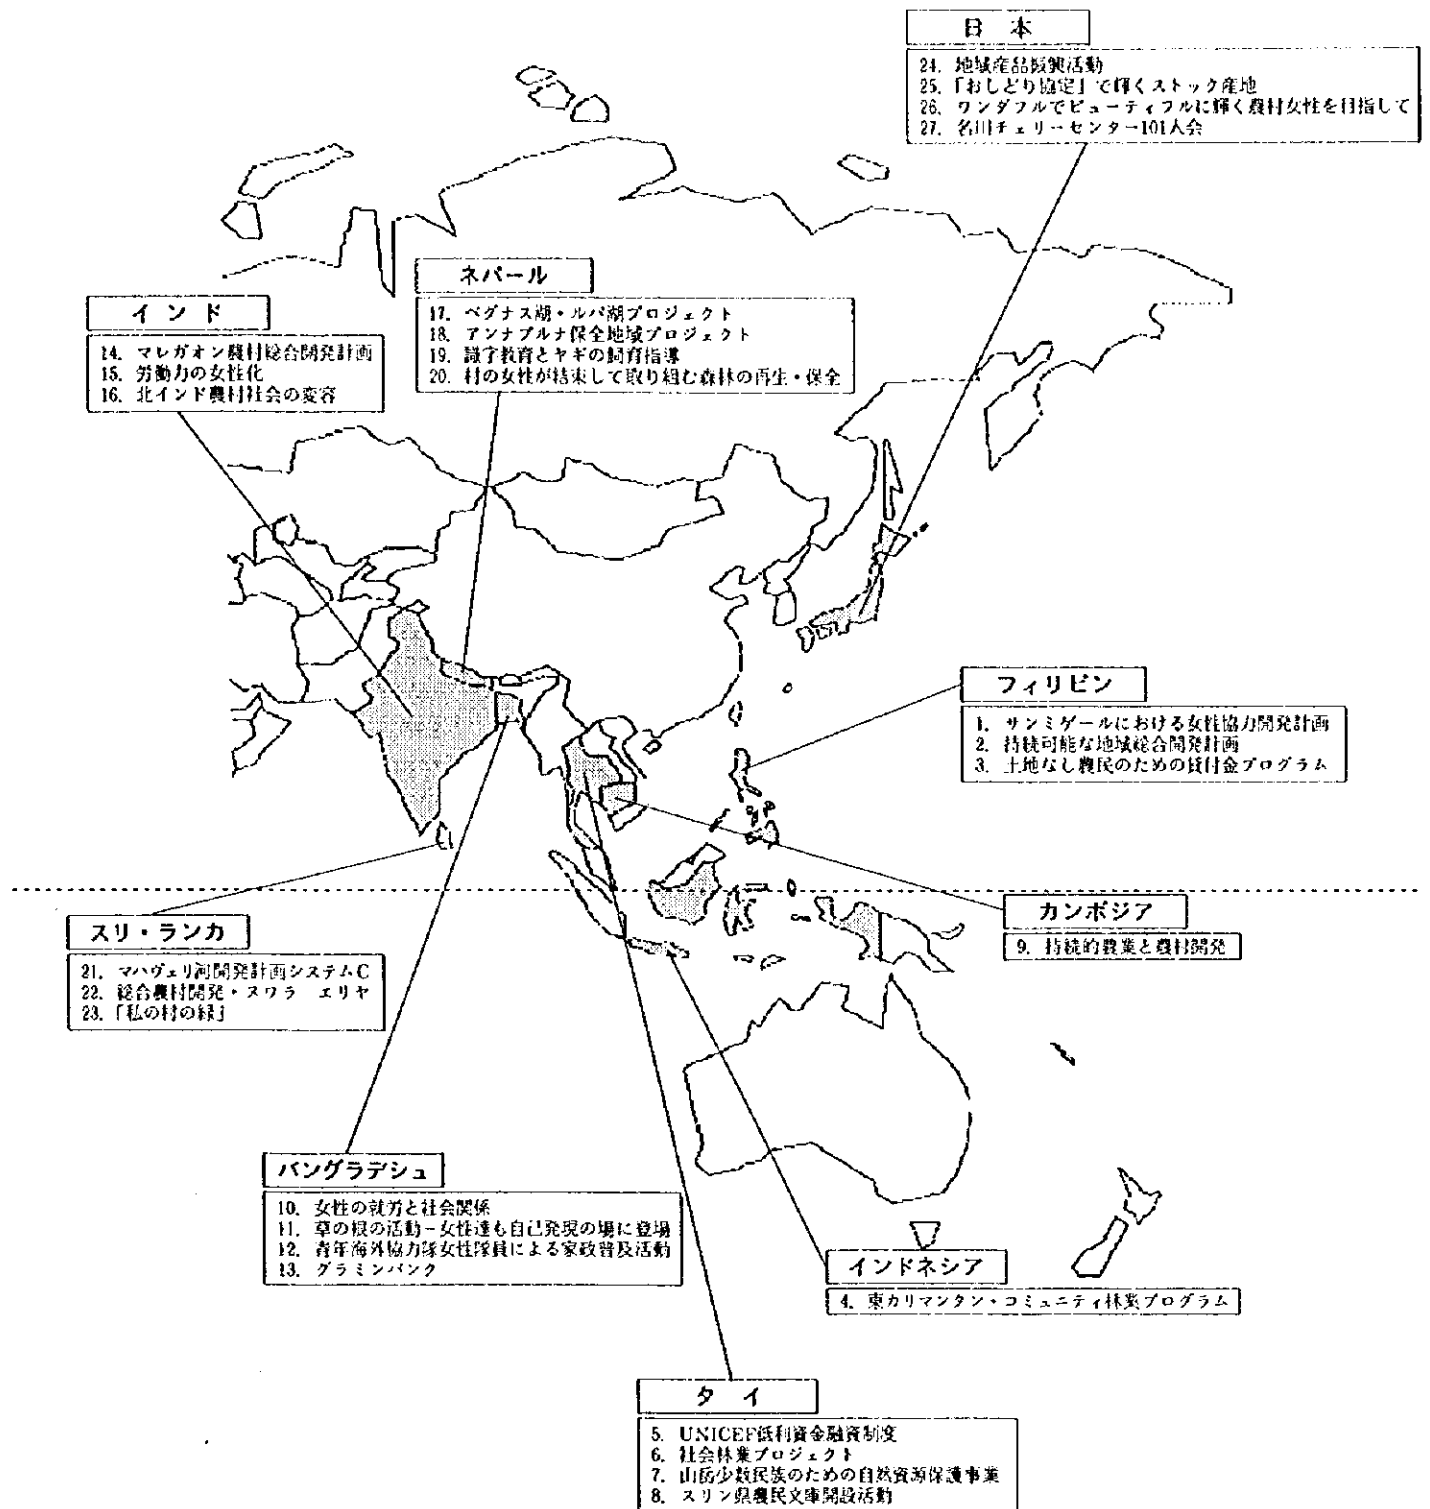 日本
24. 地域産品振興活動
25. 「おしどり協定」で輝くストック産地
26. ワンダフルでビューティフルに輝く農村女性を目指して
27. 名川チェリーセンター101人会
ネパール
17. ベグナス湖・ルパ湖プロジェクト
18. アンナプルナ保全地域プロジェクト
19. 識字教育とヤギの飼育指導
20. 村の女性が結束して取り組む森林の再生・保全
インド
14. マレガオン農村総合開発計画
15. 労働力の女性化
16. 北インド農村社会の変容
フィリピン
1. サンミゲールにおける女性協力開発計画
2. 持続可能な地域総合開発計画
3. 土地なし農民のための貸付金プログラム
カンボジア
9. 持続的農業と農村開発
スリ・ランカ
21. マハヴェリ河開発計画システムC
22. 総合農村開発・ヌワラ エリヤ
23. 「私の村の緑」
バングラデシュ
10. 女性の就労と社会関係
11. 草の根の活動－女性達も自己発現の場に登場
12. 青年海外協力隊女性隊員による家政普及活動
13. グラミンバンク
インドネシア
4. 東カリマンタン・コミュニティ林業プログラム
タイ
5. UNICEF低利資金融資制度
6. 社会林業プロジェクト
7. 山岳少数民族のための自然資源保護事業
8. スリン県農民文庫開設活動